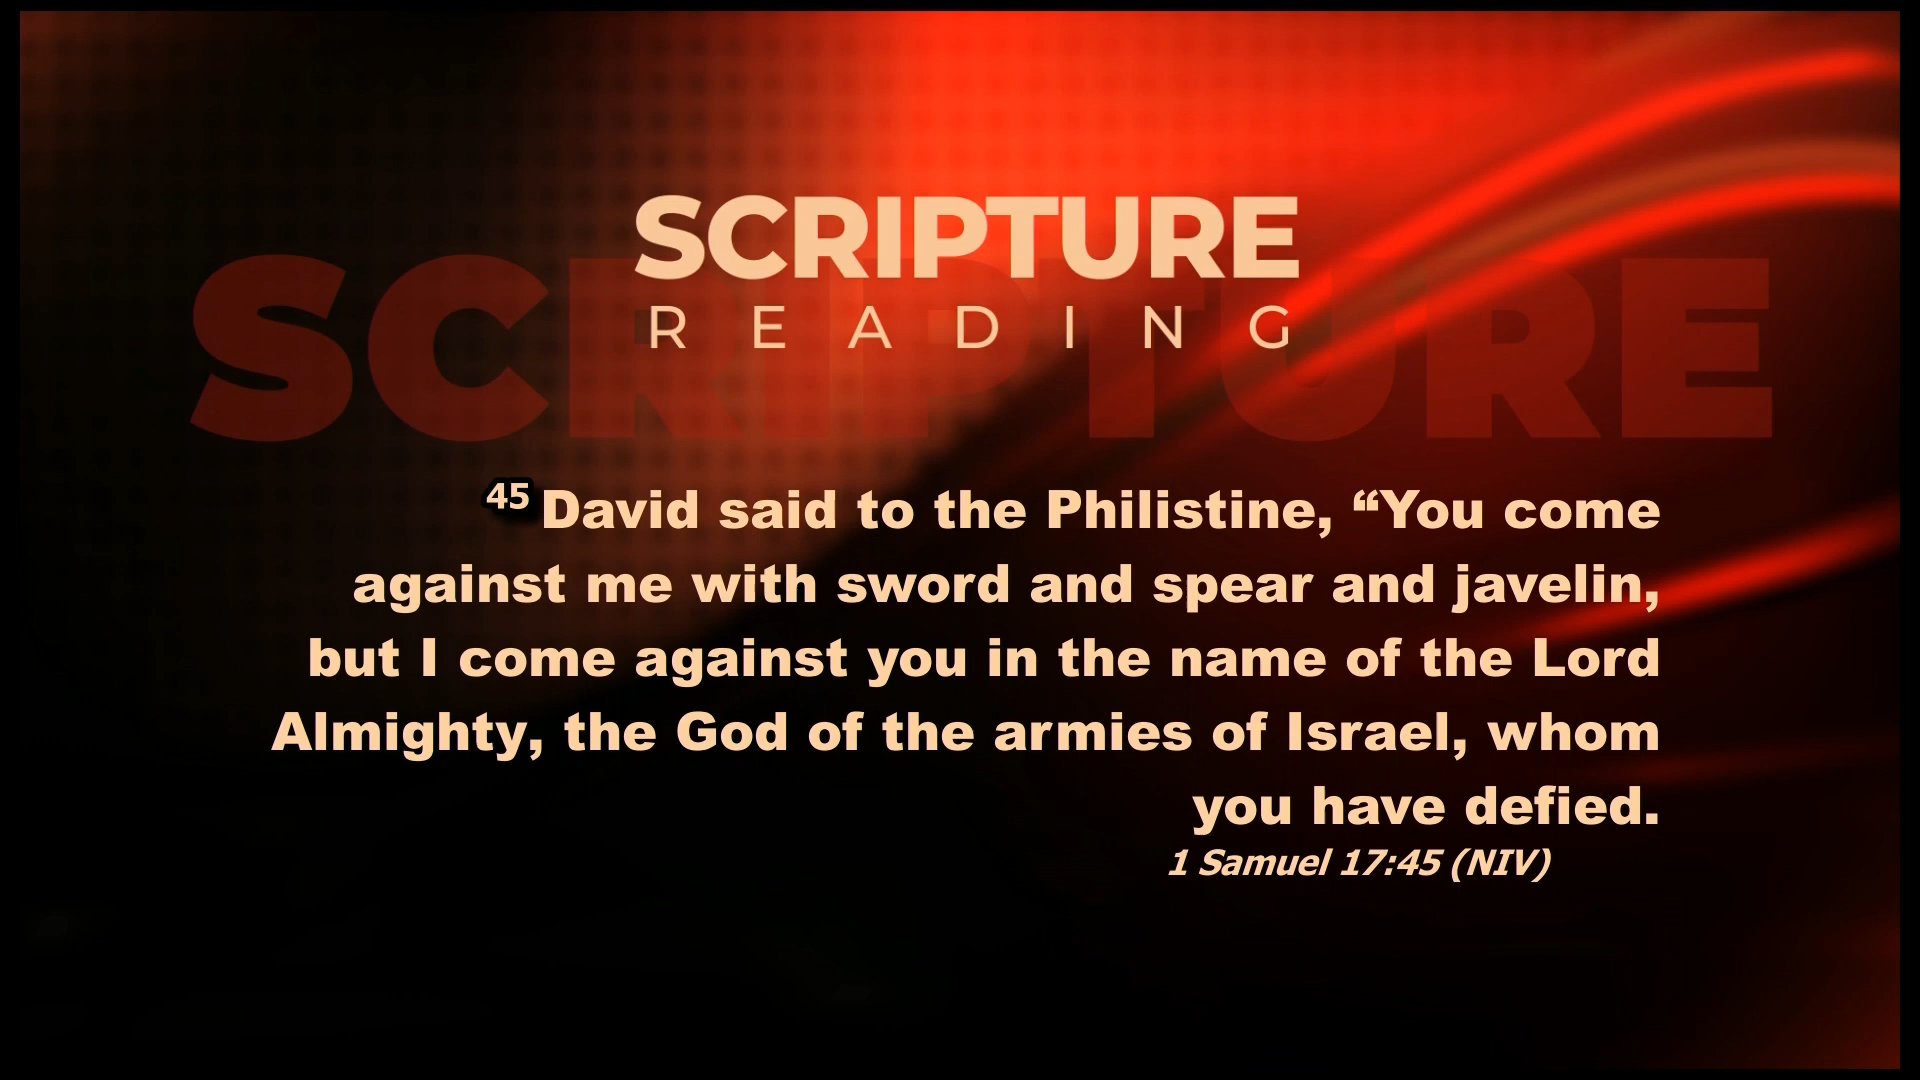 SCRIPTURE
READING
SCRIPTURE
45 David said to the Philistine, “You come
against me with sword and spear and javelin,
but I come against you in the name of the Lord
Almighty, the God of the armies of Israel, whom
you have defied.
1 Samuel 17:45 (NIV)